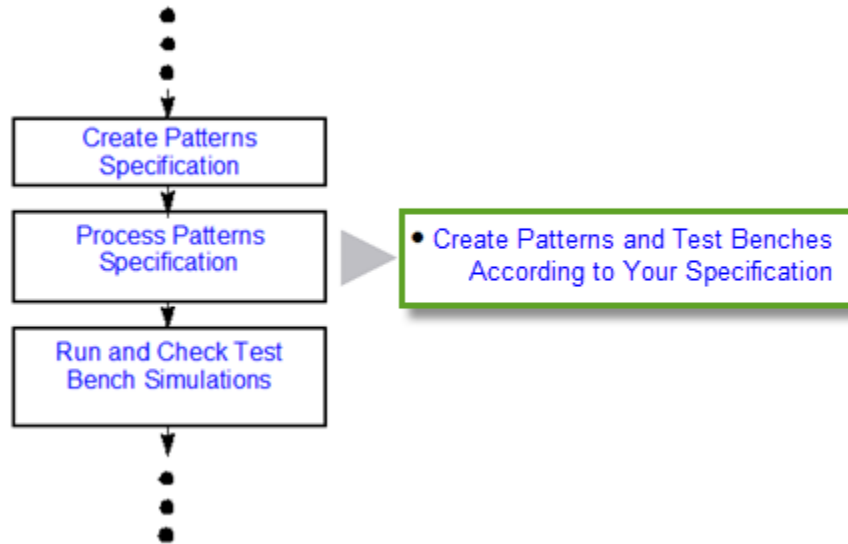 Create Patterns
Specification
Process Patterns
Specification
• Create Patterns and Test Benches
According to Your Specification
Run and Check Test
Bench Simulations